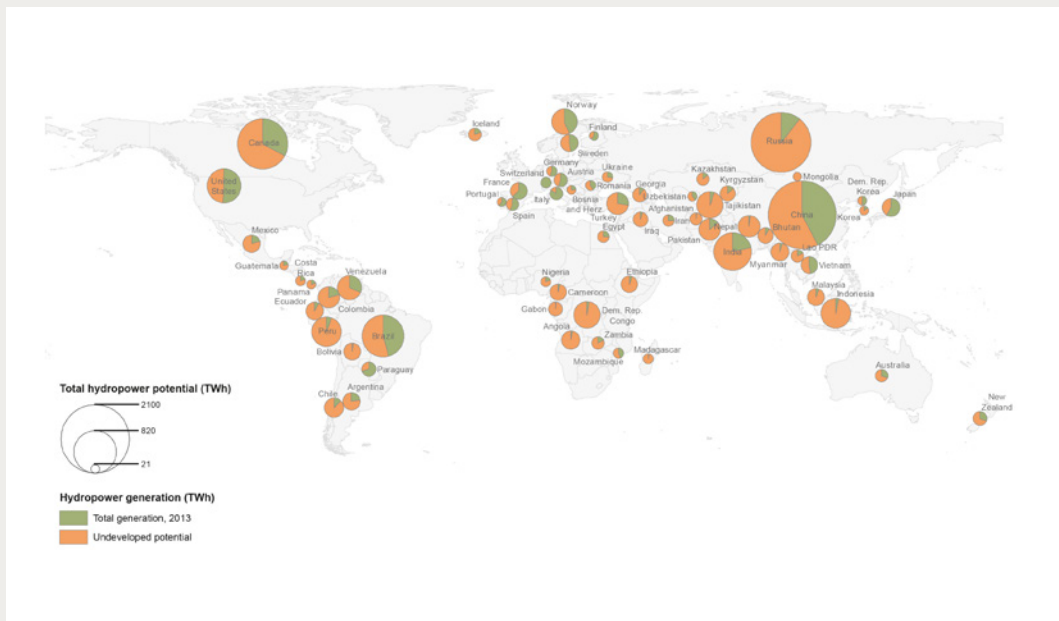 Norway
Iceland
Finland
Canada
Russia
Sweden
Germany
Ukraine
Switzerland
Austria
Kazakhstan
Mongolia
United
States
France
Romania
Georgia
Kyrgyzstan
Dem. Rep.
Korea
Japan
Portugal
Italy
Bosnia
and Herz.
Uzbekistan
Tajikistan
China
Korea
Spain
Turkey
Afghanistan
Iran
Mexico
Egypt
Iraq
Nepal
Bhutan
Pakistan
India
Lao PDR
Guatemala
Costa
Rica
Venezuela
Nigeria
Ethiopia
Myanmar
Vietnam
Panama
Ecuador
Colombia
Cameroon
Malaysia
Indonesia
Gabon
Dem. Rep.
Congo
Peru
Brazil
Angola
Zambia
Bolivia
Paraguay
Mozambique
Madagascar
Australia
Chile
Argentina
New
Zealand
Total hydropower potential (TWh)
2100
820
21
Hydropower generation (TWh)
Total generation, 2013
Undeveloped potential